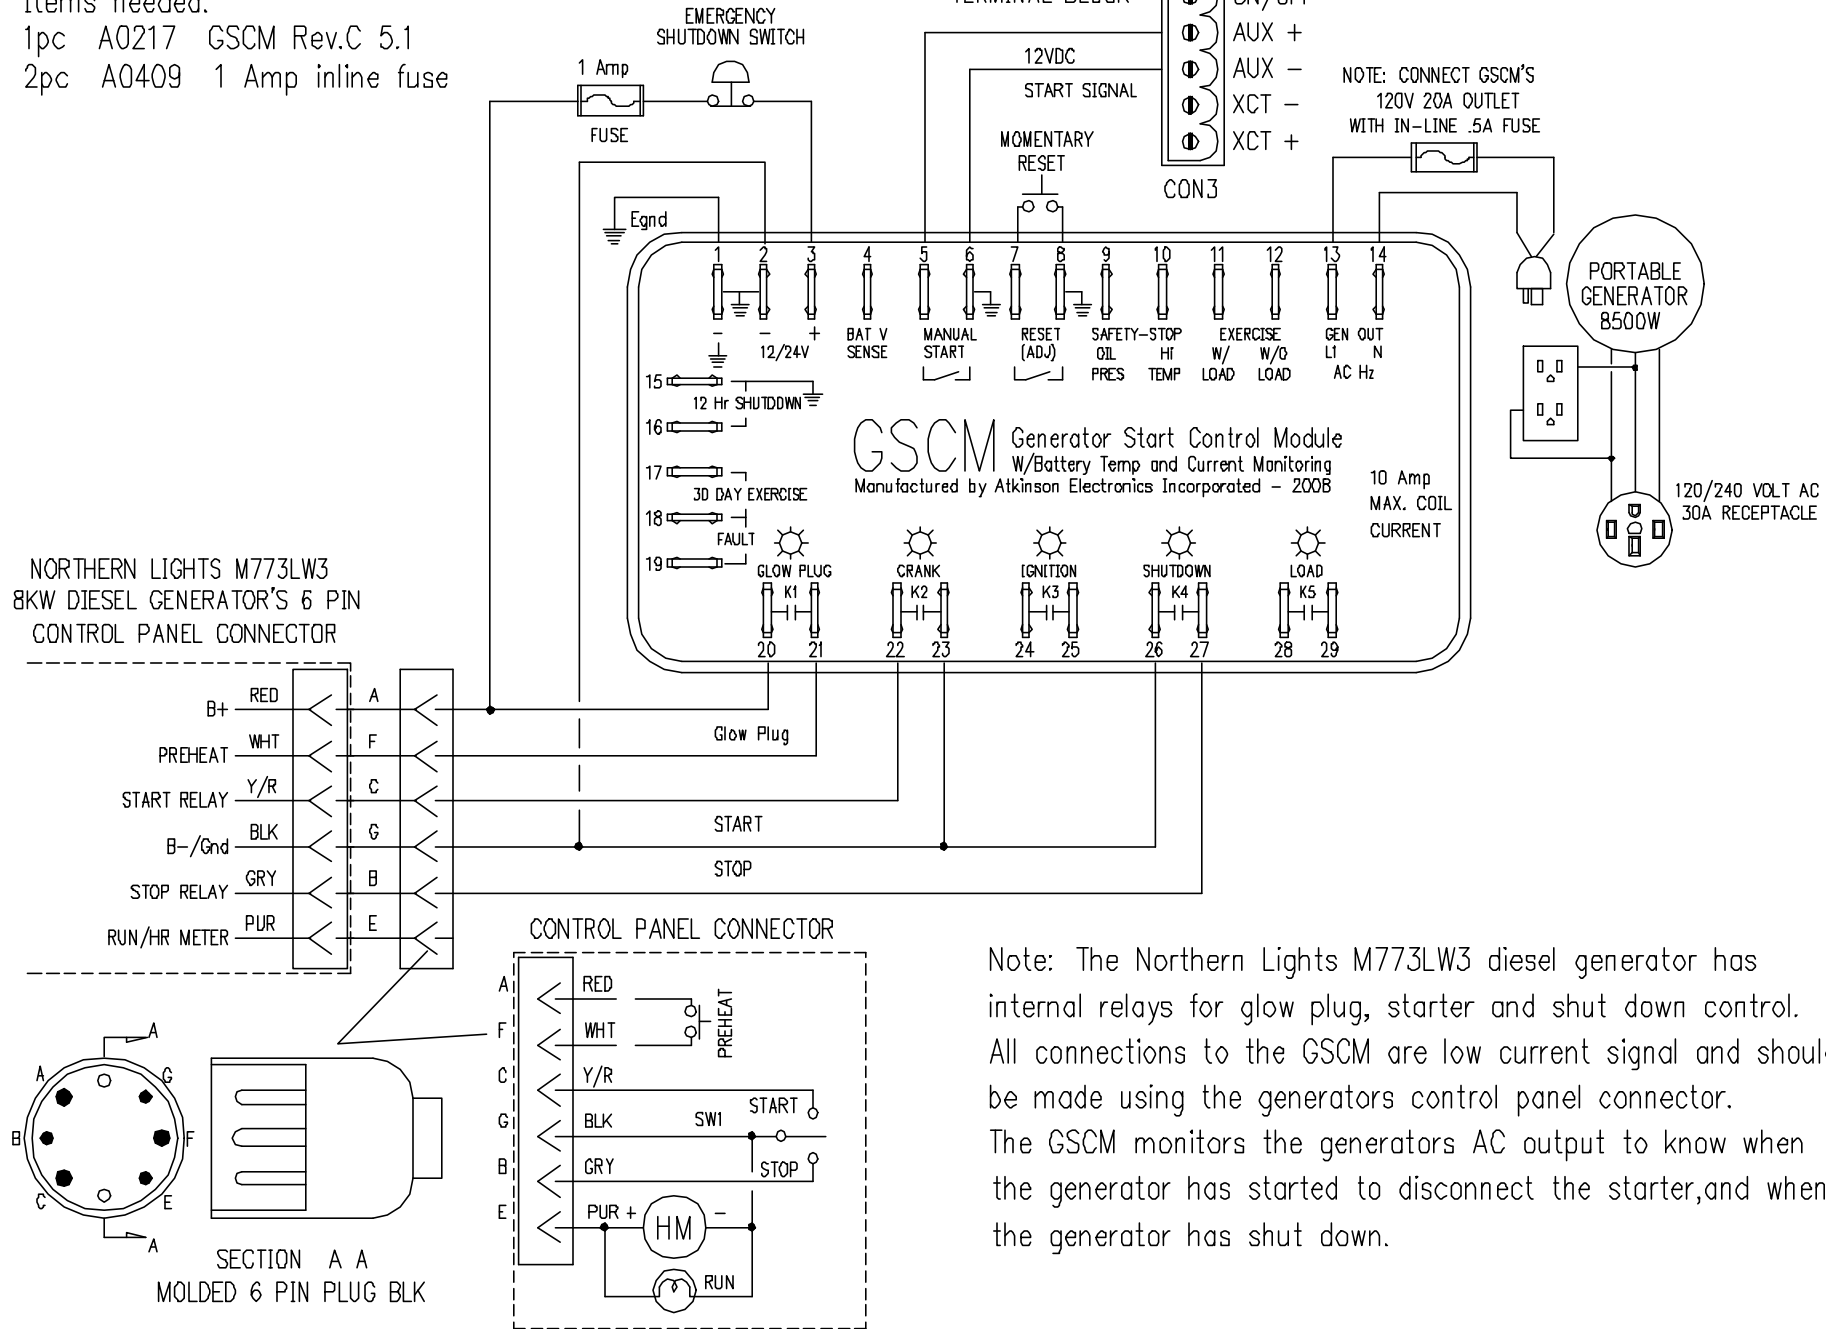 Items needed:
1pc A0217 GSCM Rev.C 5.1
2pc A0409 1 Amp inline fuse
EMERGENCY
SHUTDOWN SWITCH
1 Amp
FUSE
TERMINAL BLOCK
ON/OFF
AUX +
AUX -
XCT -
XCT +
CON3
12VDC
START SIGNAL
MOMENTARY
RESET
NOTE: CONNECT GSCM'S
120V 20A OUTLET
WITH IN-LINE .5A FUSE
Egnd
1 2 3 4 5 6 7 8 9 10 11 12 13 14
- - +
12/24V
BAT V
SENSE
MANUAL
START
RESET
(ADJ)
SAFETY-STOP
OIL
PRES
HI
TEMP
EXERCISE
W/
LOAD
W/O
LOAD
GEN OUT
L1 N
AC Hz
PORTABLE
GENERATOR
8500W
15
12 Hr SHUTDOWN
16
17
30 DAY EXERCISE
18
FAULT
19
GSCM
Generator Start Control Module
W/Battery Temp and Current Monitoring
Manufactured by Atkinson Electronics Incorporated - 2008
10 Amp
MAX. COIL
CURRENT
120/240 VOLT AC
30A RECEPTACLE
GLOW PLUG CRANK IGNITION SHUTDOWN LOAD
K1 K2 K3 K4 K5
20 21 22 23 24 25 26 27 28 29
NORTHERN LIGHTS M773LW3
8KW DIESEL GENERATOR'S 6 PIN
CONTROL PANEL CONNECTOR
B+ RED A
PREHEAT WHT F
Glow Plug
START RELAY Y/R C
START
B-/Gnd BLK G
STOP
STOP RELAY GRY B
RUN/HR METER PUR E
CONTROL PANEL CONNECTOR
A RED
F WHT
PREHEAT
C Y/R
START
G BLK SW1
B GRY STOP
E PUR + HM -
RUN
A
A G
B F
C E
A
SECTION A A
MOLDED 6 PIN PLUG BLK
Note: The Northern Lights M773LW3 diesel generator has
internal relays for glow plug, starter and shut down control.
All connections to the GSCM are low current signal and shoul
be made using the generators control panel connector.
The GSCM monitors the generators AC output to know when
the generator has started to disconnect the starter,and when
the generator has shut down.